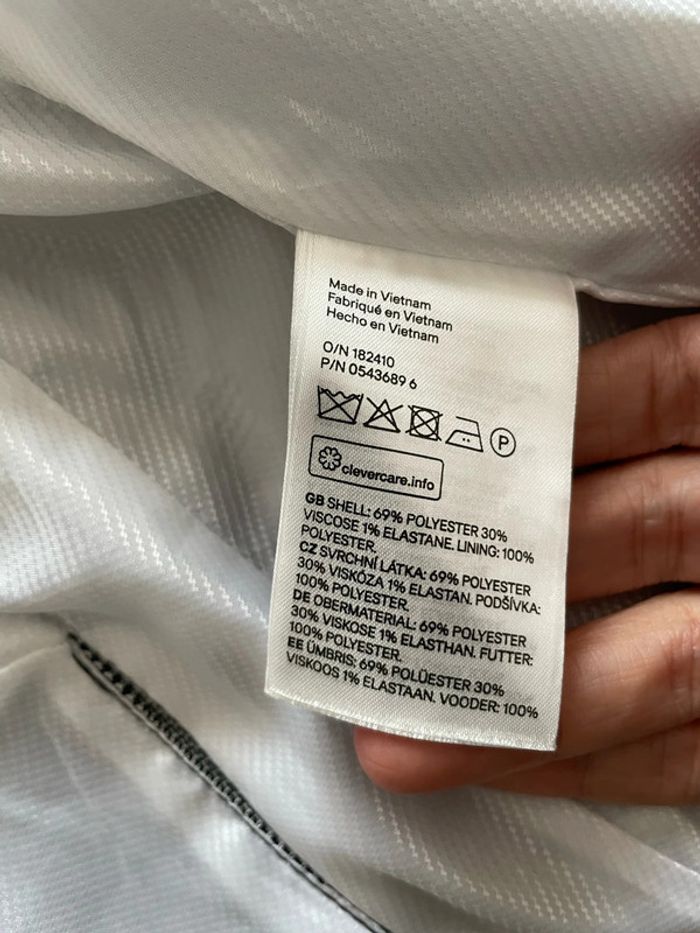 Made in Vietnam
Fabriqué en Vietnam
Hecho en Vietnam
O/N 182410
P/N 0543689 6
P
clevercare.info
GB SHELL: 69% POLYESTER 30%
VISCOSE 1% ELASTANE. LINING: 100%
POLYESTER.
CZ SVRCHNÍ LÁTKA: 69% POLYESTER
30% VISKÓZA 1% ELASTAN. PODŠÍVKA:
100% POLYESTER.
DE OBERMATERIAL: 69% POLYESTER
30% VISKOSE 1% ELASTHAN. FUTTER:
100% POLYESTER.
EE ÜMBRIS: 69% POLÜESTER 30%
VISKOOS 1% ELASTAAN. VOODER: 100%